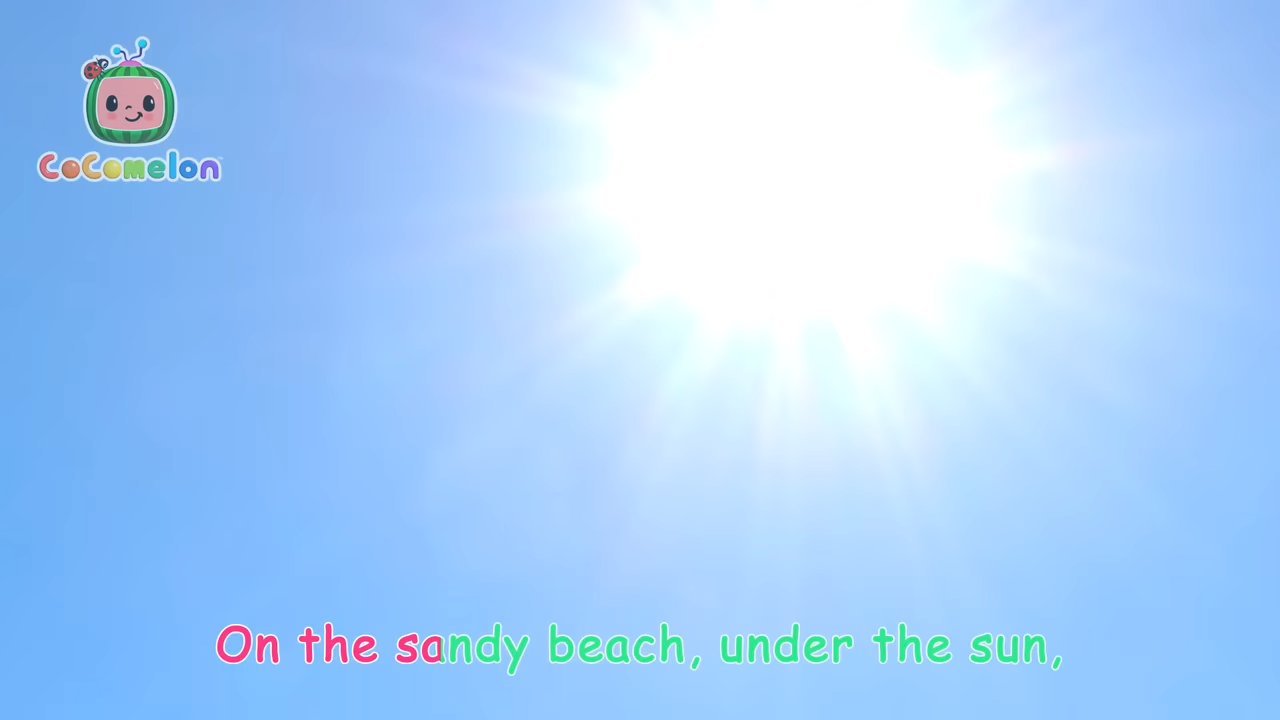 CoComelon
On the sandy beach, under the sun,